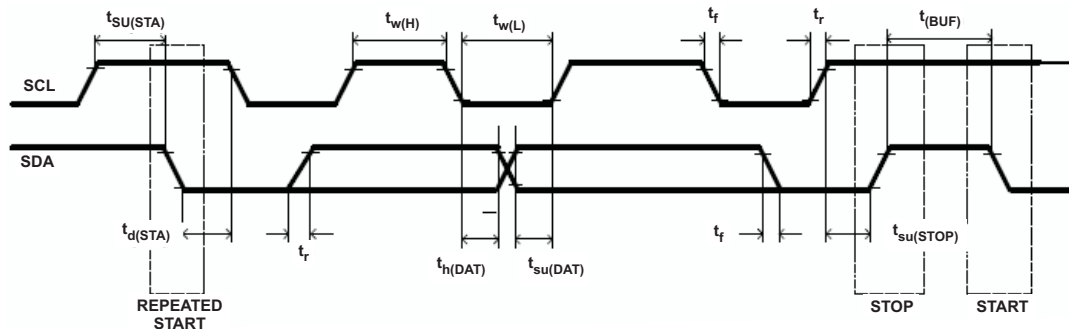 tSU(STA)
tw(H)
tw(L)
tf
tr
t(BUF)
SCL
SDA
td(STA)
tr
th(DAT)
tsu(DAT)
tf
tsu(STOP)
REPEATED
START
STOP
START